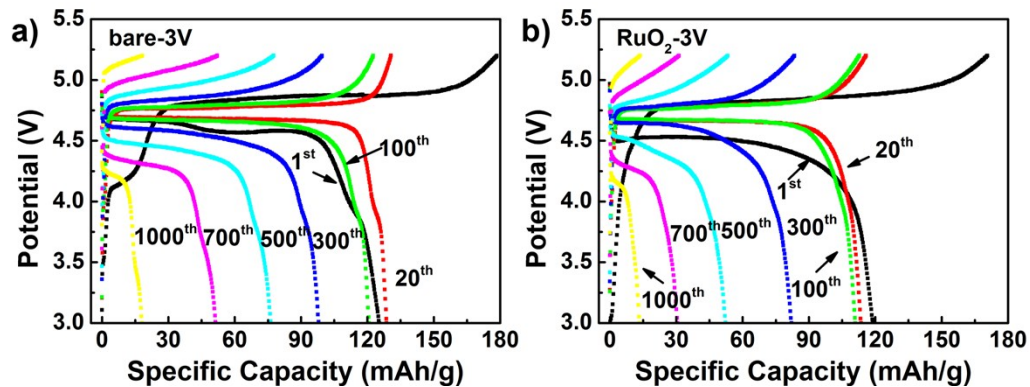 a)
bare-3V
5.5
5.0
4.5
4.0
3.5
3.0
Potential (V)
100th
1st
1000th 700th 500th 300th
20th
0 30 60 90 120 150 180
Specific Capacity (mAh/g)
b)
RuO₂-3V
5.5
5.0
4.5
4.0
3.5
3.0
Potential (V)
20th
1st
700th 500th 300th
100th
1000th
0 30 60 90 120 150 180
Specific Capacity (mAh/g)